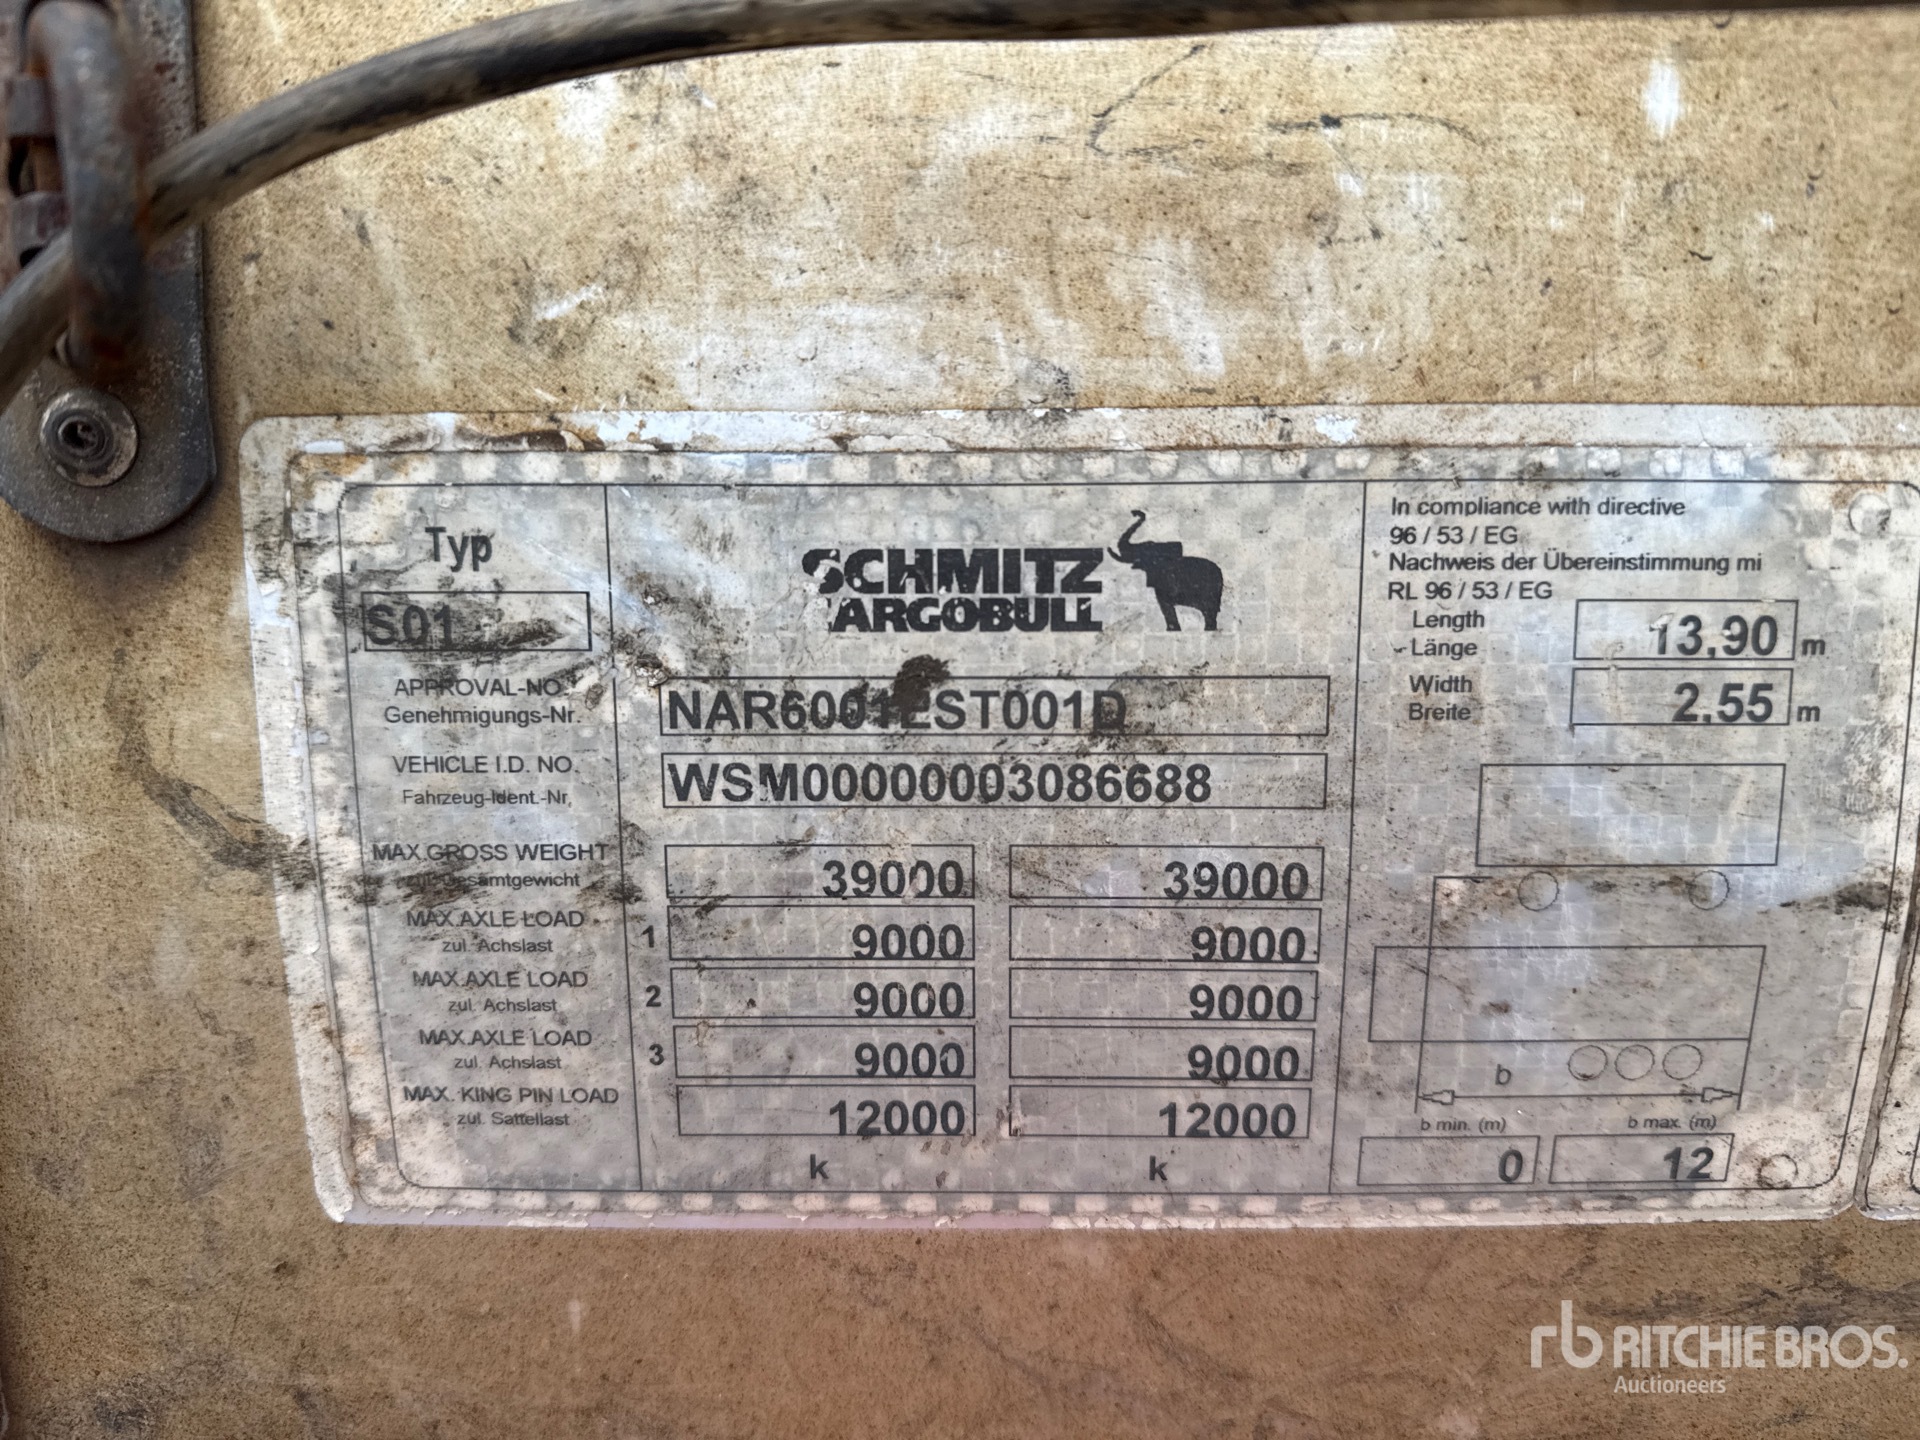 Typ
S01
SCHMITZ
CARGOBULL
APPROVAL-NO.
Genehmigungs-Nr.
NAR6001EST001D
VEHICLE I.D. NO.
Fahrzeug-Ident.-Nr.
WSM00000003086688
MAX.GROSS WEIGHT 39000 39000
zul. Gesamtgewicht
MAX.AXLE LOAD 1 9000 9000
zul. Achslast
MAX.AXLE LOAD 2 9000 9000
zul. Achslast
MAX.AXLE LOAD 3 9000 9000
zul. Achslast
MAX. KING PIN LOAD 12000 12000
zul. Sattellast
k k
In compliance with directive
96 / 53 / EG
Nachweis der Übereinstimmung mi
RL 96 / 53 / EG
Length
Länge
13,90 m
Width
Breite
2,55 m
b
b min. (m) b max. (m)
0 12
rb RITCHIE BROS.
Auctioneers